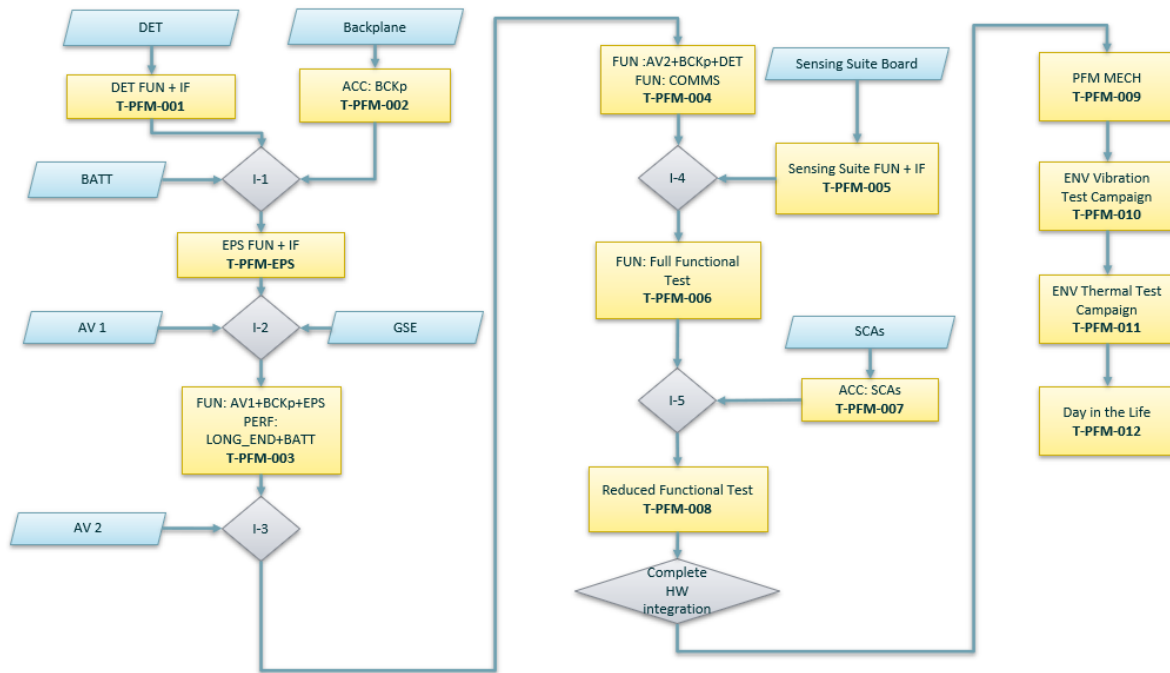 DET
Backplane
DET FUN + IF
T-PFM-001
ACC: BCKp
T-PFM-002
BATT
I-1
EPS FUN + IF
T-PFM-EPS
AV 1
I-2
GSE
FUN: AV1+BCKp+EPS
PERF:
LONG_END+BATT
T-PFM-003
AV 2
I-3
FUN :AV2+BCKp+DET
FUN: COMMS
T-PFM-004
Sensing Suite Board
I-4
Sensing Suite FUN + IF
T-PFM-005
FUN: Full Functional
Test
T-PFM-006
SCAs
I-5
ACC: SCAs
T-PFM-007
Reduced Functional Test
T-PFM-008
Complete
HW
integration
PFM MECH
T-PFM-009
ENV Vibration
Test Campaign
T-PFM-010
ENV Thermal Test
Campaign
T-PFM-011
Day in the Life
T-PFM-012